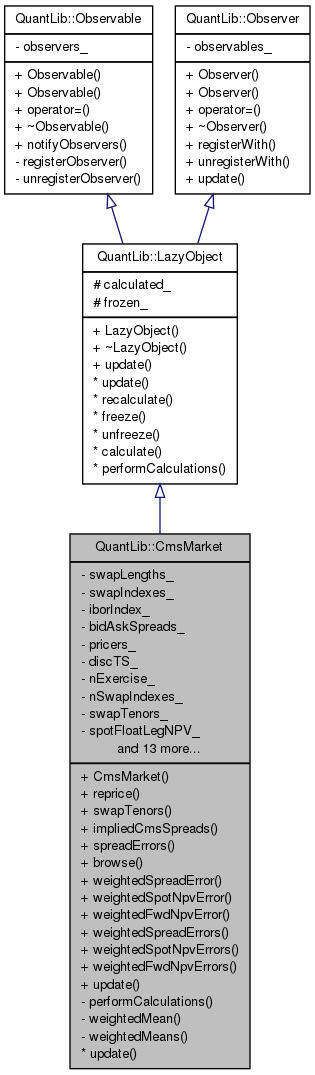 QuantLib::Observable
- observers_
+ Observable()
+ Observable()
+ operator=()
+ ~Observable()
+ notifyObservers()
- registerObserver()
- unregisterObserver()
QuantLib::Observer
- observables_
+ Observer()
+ Observer()
+ operator=()
+ ~Observer()
+ registerWith()
+ unregisterWith()
+ update()
QuantLib::LazyObject
# calculated_
# frozen_
+ LazyObject()
+ ~LazyObject()
+ update()
* update()
* recalculate()
* freeze()
* unfreeze()
* calculate()
* performCalculations()
QuantLib::CmsMarket
- swapLengths_
- swapIndexes_
- iborIndex_
- bidAskSpreads_
- pricers_
- discTS_
- nExercise_
- nSwapIndexes_
- swapTenors_
- spotFloatLegNPV_
and 13 more...
+ CmsMarket()
+ reprice()
+ swapTenors()
+ impliedCmsSpreads()
+ spreadErrors()
+ browse()
+ weightedSpreadError()
+ weightedSpotNpvError()
+ weightedFwdNpvError()
+ weightedSpreadErrors()
+ weightedSpotNpvErrors()
+ weightedFwdNpvErrors()
+ update()
- performCalculations()
- weightedMean()
- weightedMeans()
* update()